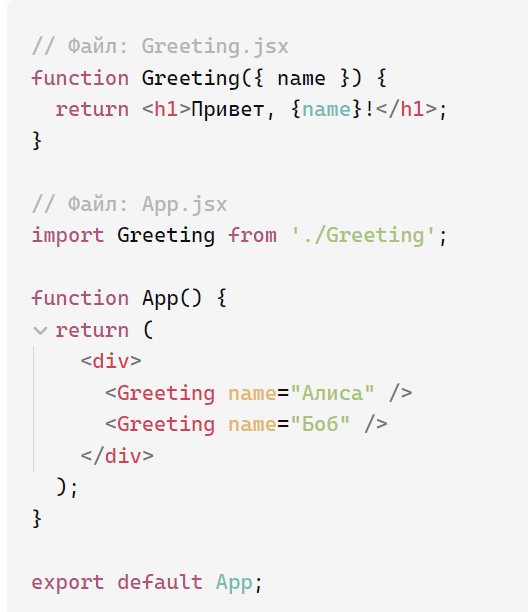 // Файл: Greeting.jsx
function Greeting({ name }) {
  return <h1>Привет, {name}!</h1>;
}

// Файл: App.jsx
import Greeting from './Greeting';

function App() {
  return (
    <div>
      <Greeting name="Алиса" />
      <Greeting name="Боб" />
    </div>
  );
}

export default App;